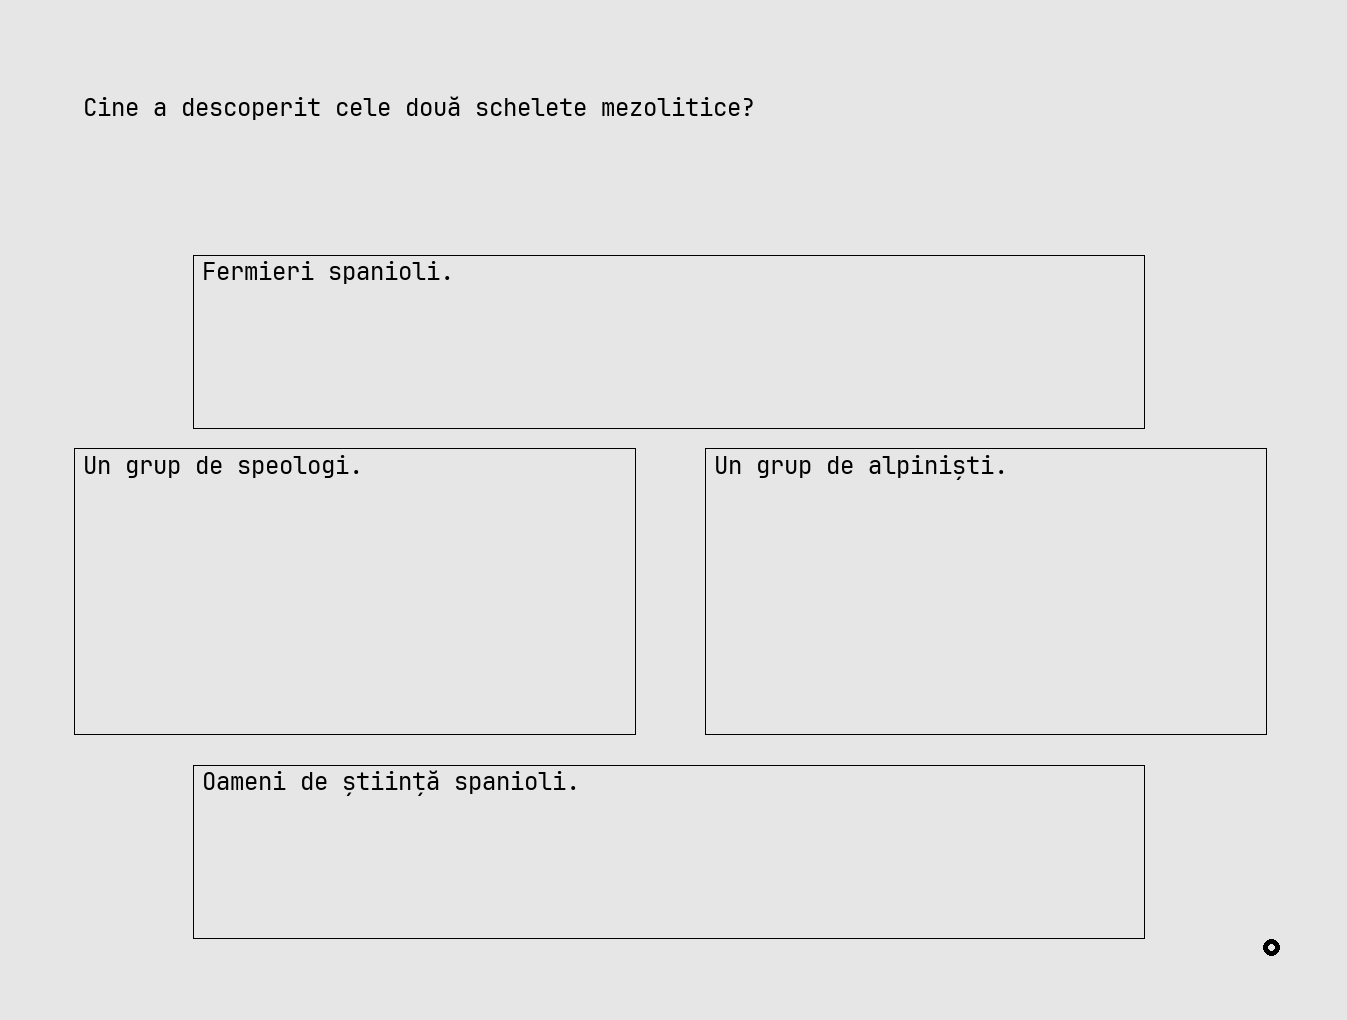 Cine a descoperit cele două schelete mezolitice?
Fermieri spanioli.
Un grup de speologi.
Un grup de alpiniști.
Oameni de știință spanioli.